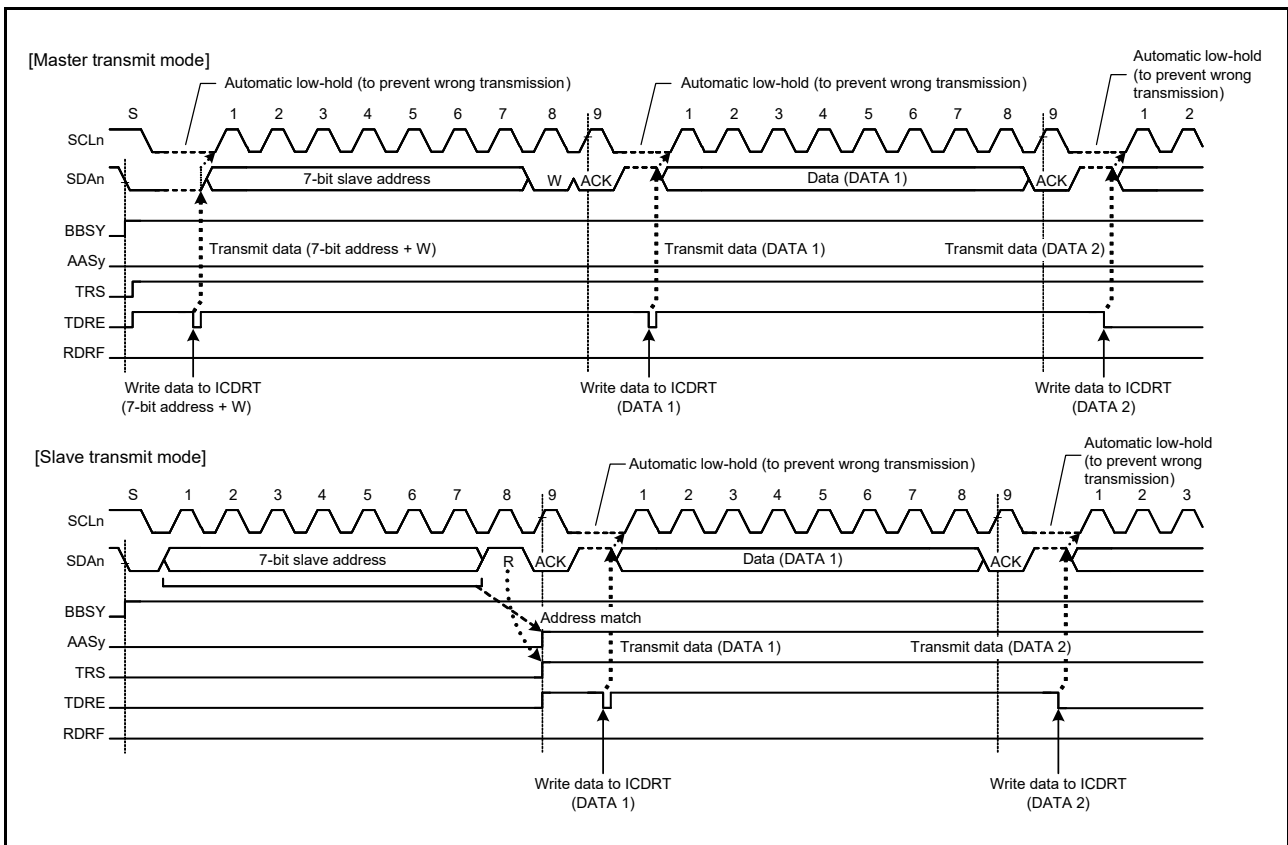 [Master transmit mode]
Automatic low-hold (to prevent wrong transmission)
Automatic low-hold (to prevent wrong transmission)
Automatic low-hold
(to prevent wrong
transmission)
S 1 2 3 4 5 6 7 8 9 1 2 3 4 5 6 7 8 9 1 2
SCLn
SDAn 7-bit slave address W ACK Data (DATA 1) ACK
BBSY
Transmit data (7-bit address + W) Transmit data (DATA 1) Transmit data (DATA 2)
AASy
TRS
TDRE
RDRF
Write data to ICDRT
(7-bit address + W)
Write data to ICDRT
(DATA 1)
Write data to ICDRT
(DATA 2)
[Slave transmit mode]
Automatic low-hold (to prevent wrong transmission)
Automatic low-hold
(to prevent wrong
transmission)
S 1 2 3 4 5 6 7 8 9 1 2 3 4 5 6 7 8 9 1 2 3
SCLn
SDAn 7-bit slave address R ACK Data (DATA 1) ACK
BBSY
Address match
AASy
Transmit data (DATA 1) Transmit data (DATA 2)
TRS
TDRE
RDRF
Write data to ICDRT
(DATA 1)
Write data to ICDRT
(DATA 2)